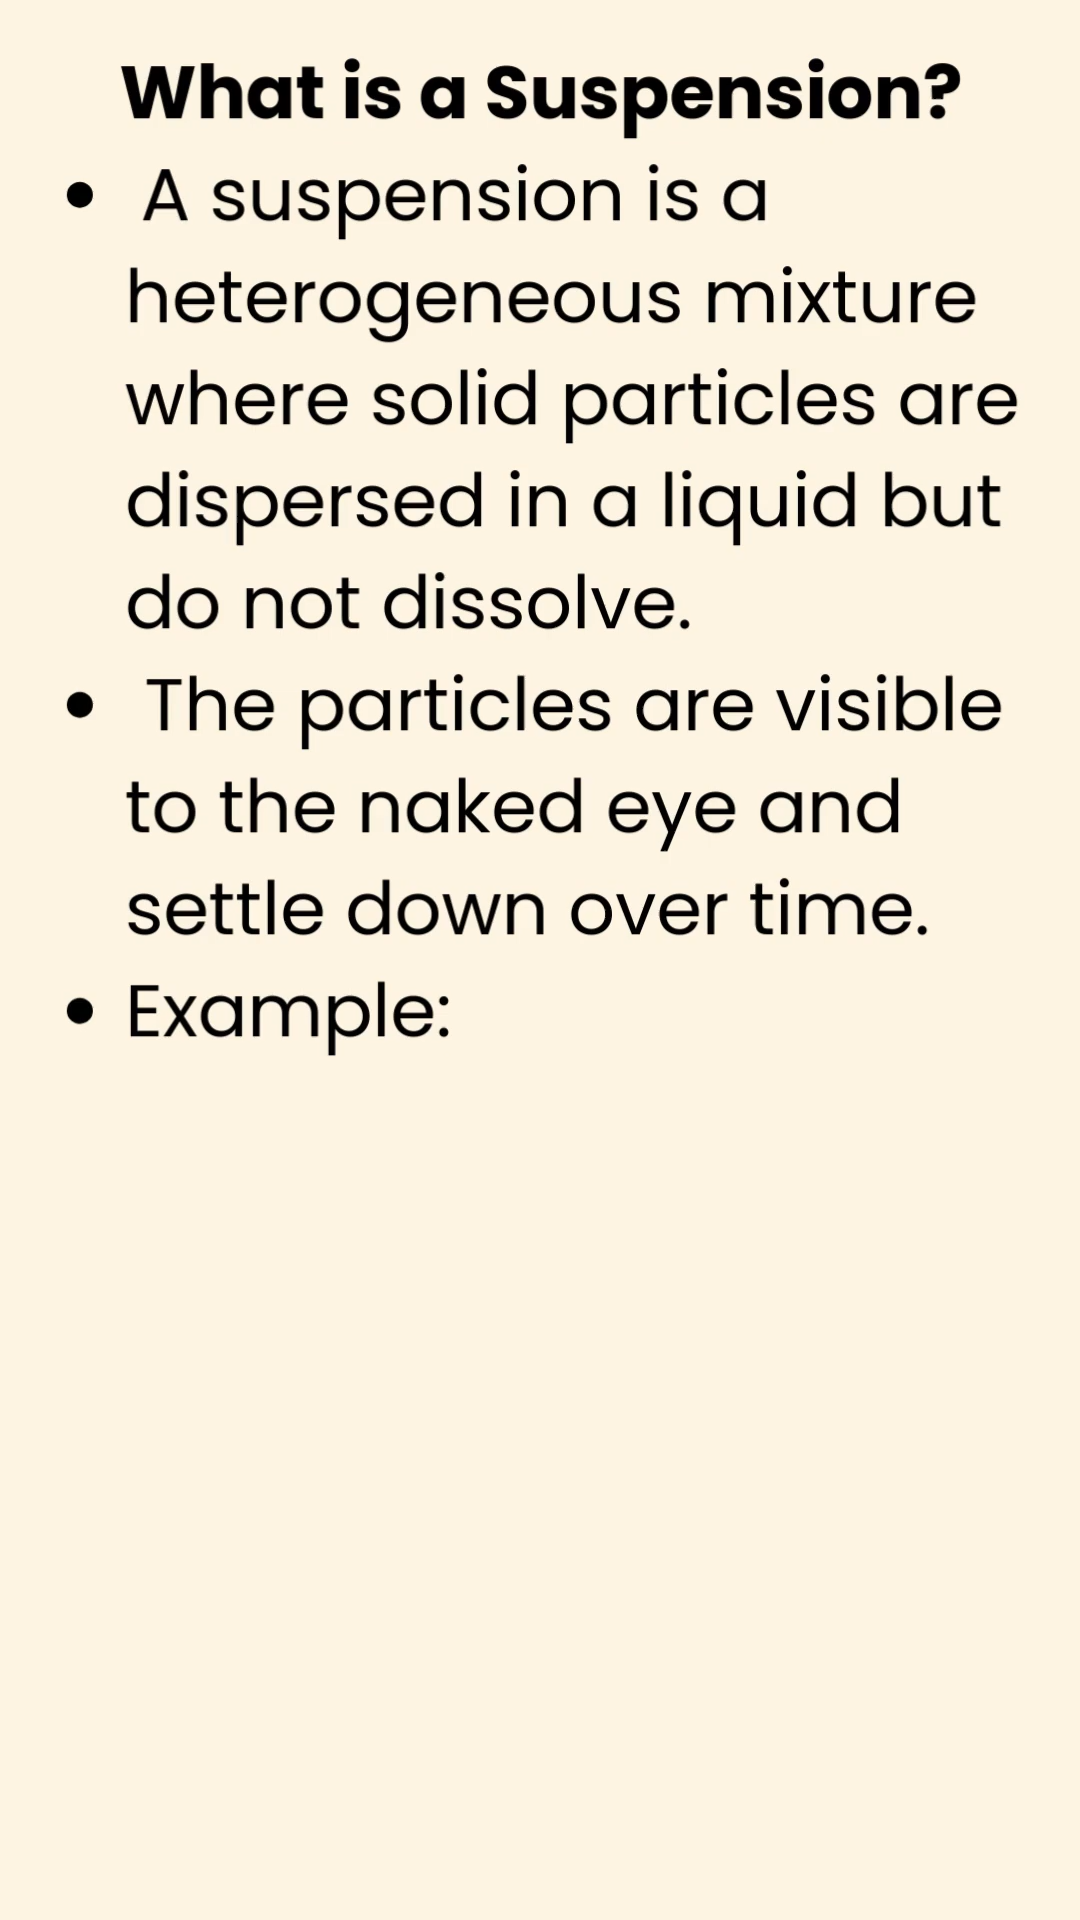 What is a Suspension?
• A suspension is a
heterogeneous mixture
where solid particles are
dispersed in a liquid but
do not dissolve.
• The particles are visible
to the naked eye and
settle down over time.
• Example: